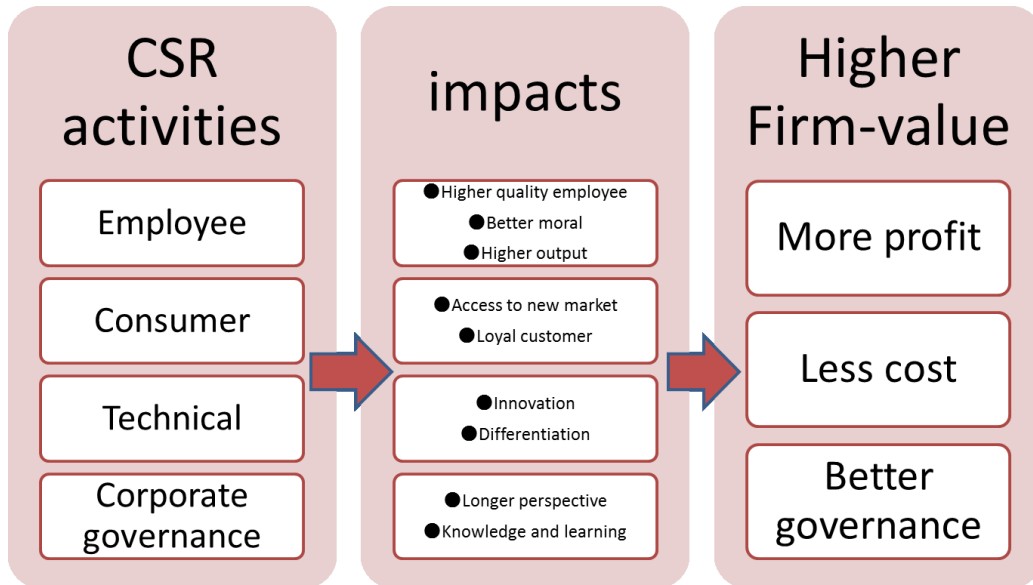 CSR
activities
Employee
Consumer
Technical
Corporate
governance
impacts
●Higher quality employee
●Better moral
●Higher output
●Access to new market
●Loyal customer
●Innovation
●Differentiation
●Longer perspective
●Knowledge and learning
Higher
Firm-value
More profit
Less cost
Better
governance